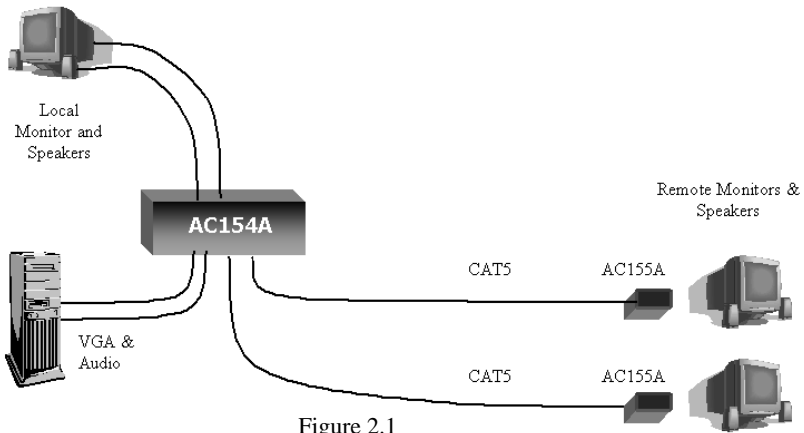 Local
Monitor and
Speakers
AC154A
Remote Monitors &
Speakers
CAT5
AC155A
VGA &
Audio
CAT5
AC155A
Figure 2.1